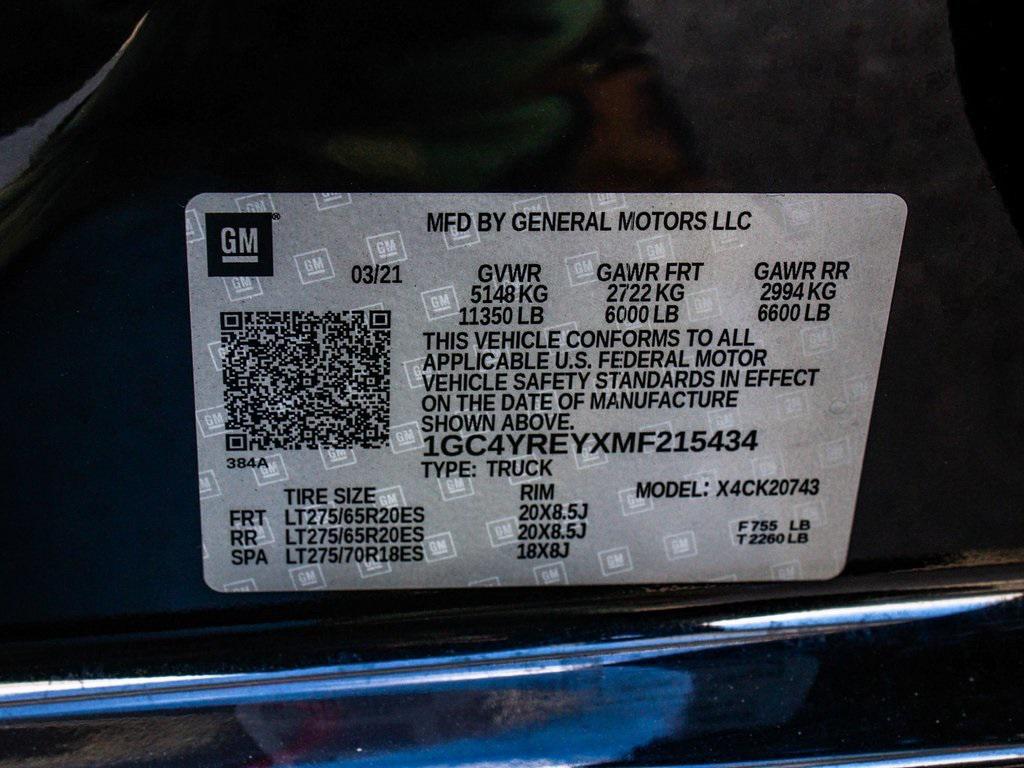 GM
MFD BY GENERAL MOTORS LLC
03/21 GVWR GAWR FRT GAWR RR
5148 KG 2722 KG 2994 KG
11350 LB 6000 LB 6600 LB
THIS VEHICLE CONFORMS TO ALL
APPLICABLE U.S. FEDERAL MOTOR
VEHICLE SAFETY STANDARDS IN EFFECT
ON THE DATE OF MANUFACTURE
SHOWN ABOVE.
1GC4YREYXMF215434
384A
TYPE: TRUCK
TIRE SIZE RIM MODEL: X4CK20743
FRT LT275/65R20ES 20X8.5J
RR LT275/65R20ES 20X8.5J
SPA LT275/70R18ES 18X8J
F 755 LB
T 2260 LB